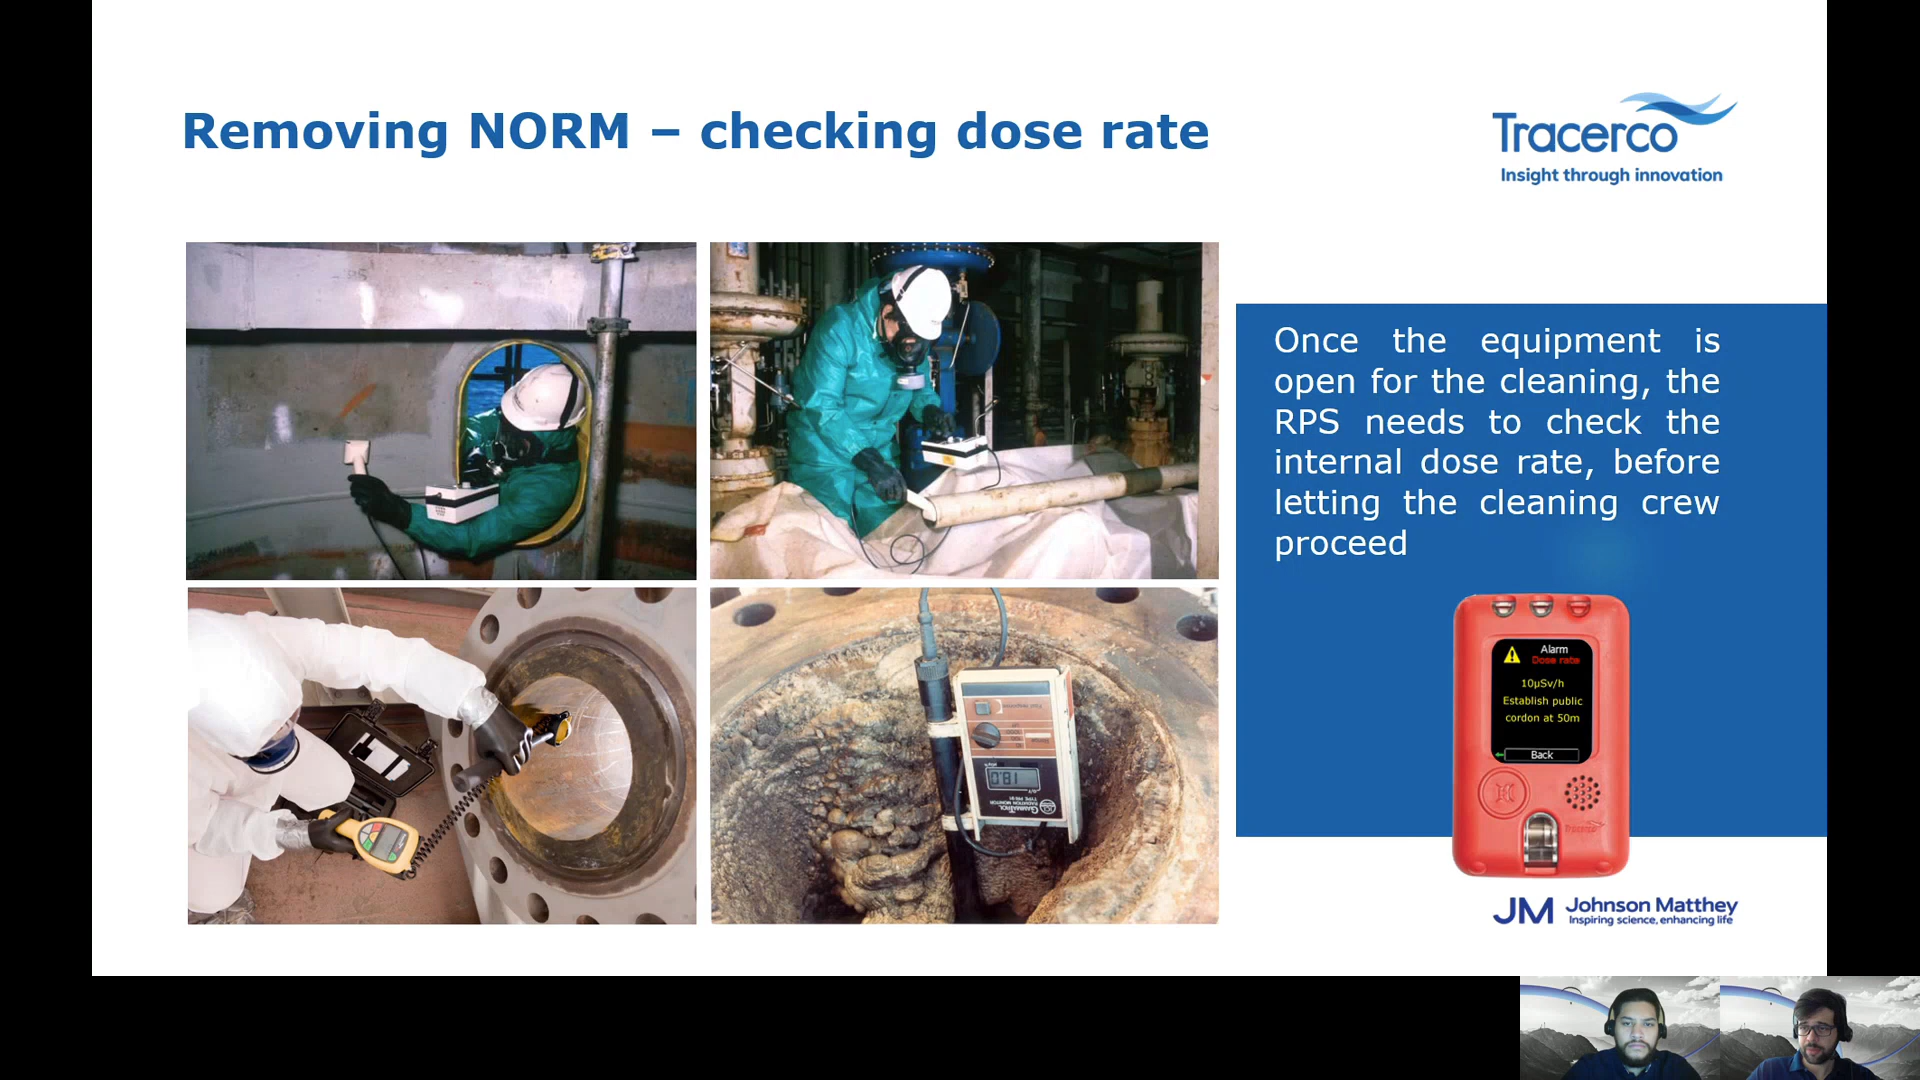 Removing NORM – checking dose rate
Tracerco
Insight through innovation
Once the equipment is
open for the cleaning, the
RPS needs to check the
internal dose rate, before
letting the cleaning crew
proceed
Alarm
Dose rate
10µSv/h
Establish public
cordon at 50m
Back
Tracerco
JM Johnson Matthey
Inspiring science, enhancing life